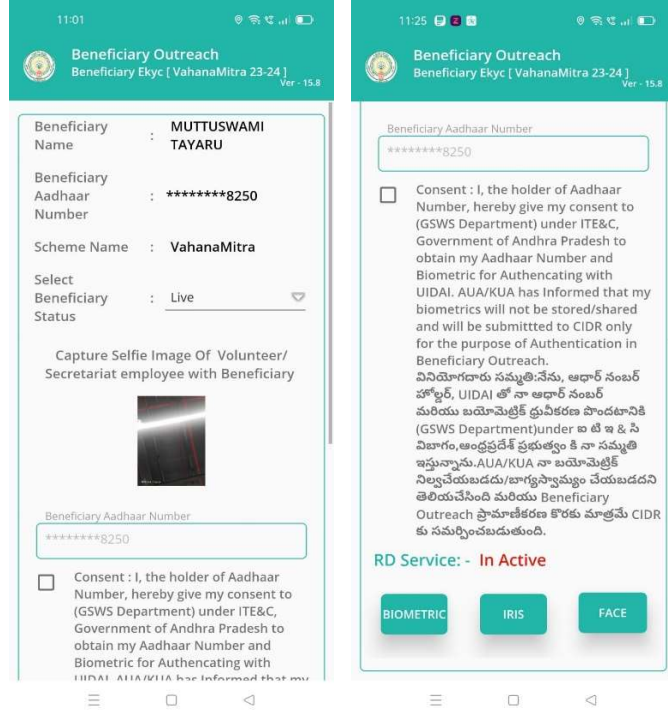 11:01
Beneficiary Outreach
Beneficiary Ekyc [ VahanaMitra 23-24 ]
Ver - 15.8
Beneficiary Name : MUTTUSWAMI TAYARU
Beneficiary Aadhaar Number : ********8250
Scheme Name : VahanaMitra
Select Beneficiary Status : Live
Capture Selfie Image Of Volunteer/
Secretariat employee with Beneficiary
Beneficiary Aadhaar Number
********8250
Consent : I, the holder of Aadhaar
Number, hereby give my consent to
(GSWS Department) under ITE&C,
Government of Andhra Pradesh to
obtain my Aadhaar Number and
Biometric for Authencating with
UIDAI. AUA/KUA has Informed that my
11:25
Beneficiary Outreach
Beneficiary Ekyc [ VahanaMitra 23-24 ]
Ver - 15.8
Beneficiary Aadhaar Number
********8250
Consent : I, the holder of Aadhaar
Number, hereby give my consent to
(GSWS Department) under ITE&C,
Government of Andhra Pradesh to
obtain my Aadhaar Number and
Biometric for Authencating with
UIDAI. AUA/KUA has Informed that my
biometrics will not be stored/shared
and will be submittted to CIDR only
for the purpose of Authentication in
Beneficiary Outreach.
వినియోగదారు సమ్మతి:నేను, ఆధార్ నంబర్
హోల్డర్, UIDAI తో నా ఆధార్ నంబర్
మరియు బయోమెట్రిక్ ధ్రువీకరణ పొందటానికి
(GSWS Department)under ఐ టి ఇ & సి
విబాగం,ఆంధ్రప్రదేశ్ ప్రభుత్వం కి నా సమ్మతి
ఇస్తున్నాను.AUA/KUA నా బయోమెట్రిక్
నిల్వచేయబడదు/బాగ్యస్వామ్యం చేయబడదని
తెలియచేసింది మరియు Beneficiary
Outreach ప్రామాణీకరణ కొరకు మాత్రమే CIDR
కు సమర్పించబడుతుంది.
RD Service: - In Active
BIOMETRIC
IRIS
FACE